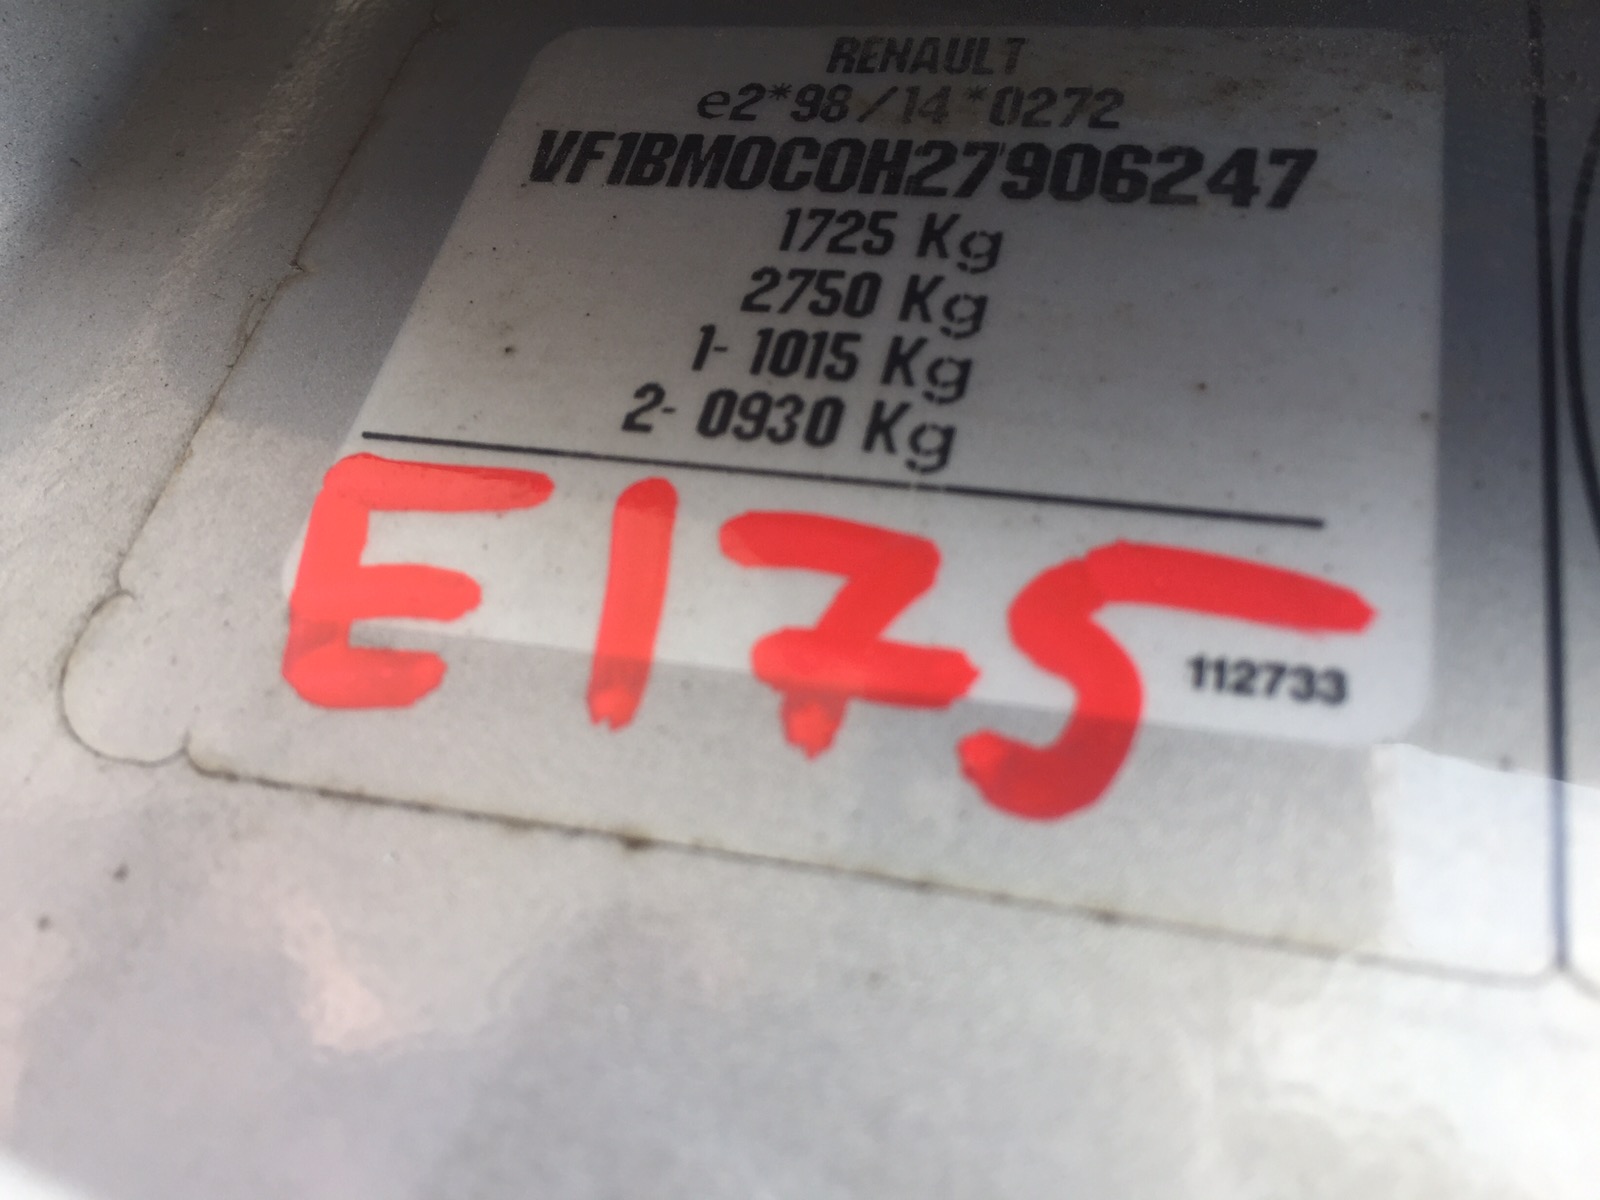 RENAULT
e2*98/14*0272
VF1BM0C0H27906247
1725 Kg
2750 Kg
1- 1015 Kg
2- 0930 Kg
E175
112733